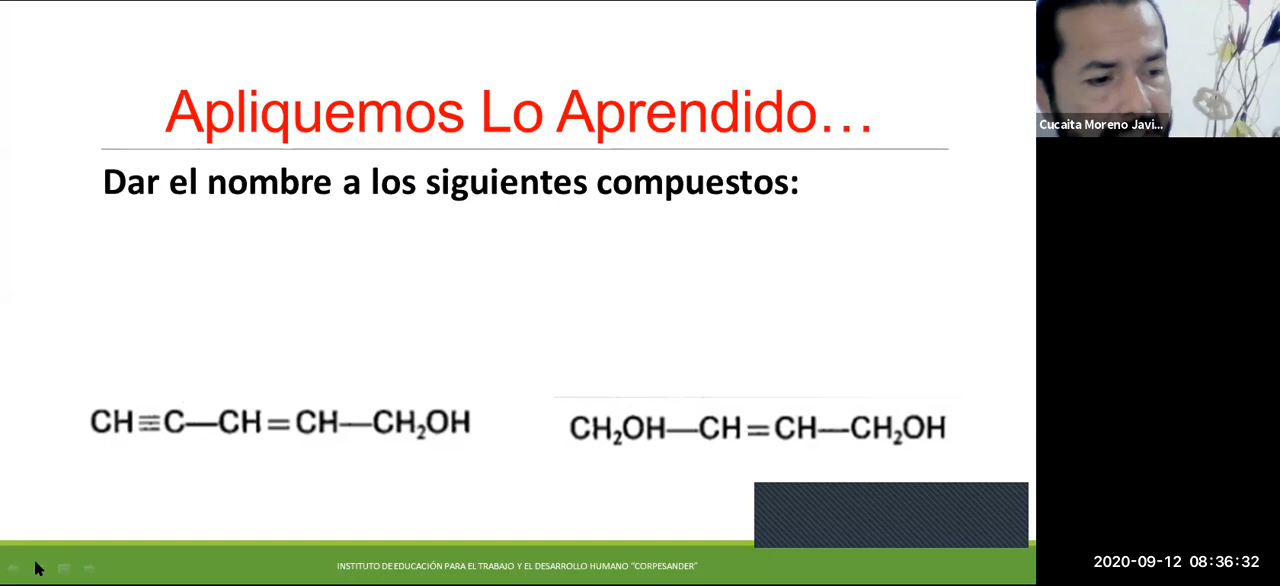 Apliquemos Lo Aprendido...
Dar el nombre a los siguientes compuestos:
CH≡C—CH=CH—CH₂OH
CH₂OH—CH=CH—CH₂OH
INSTITUTO DE EDUCACIÓN PARA EL TRABAJO Y EL DESARROLLO HUMANO "CORPESANDER"
Cucaita Moreno Javi...
2020-09-12 08:36:32